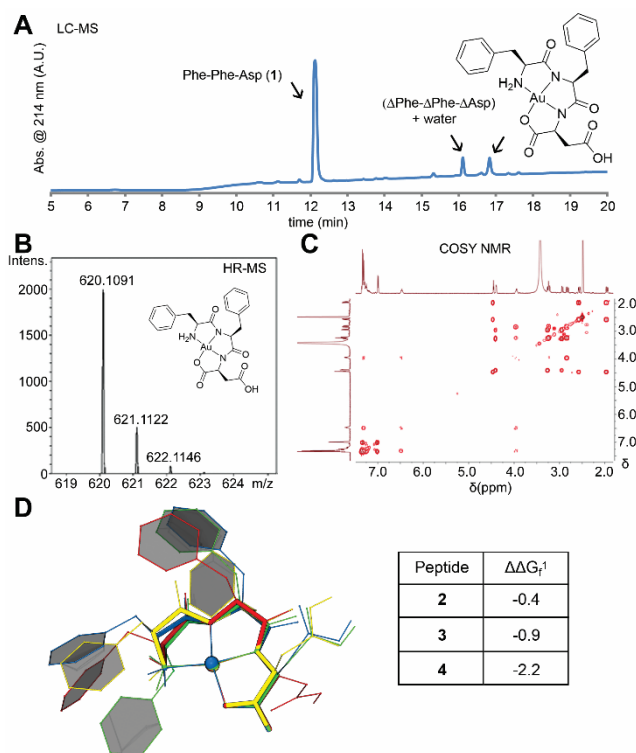 A
LC-MS
Abs. @ 214 nm (A.U.)
Phe-Phe-Asp (1)
(ΔPhe-ΔPhe-ΔAsp)
+ water
O
N
H₂N
Au
O
N
O
O
OH
5 6 7 8 9 10 11 12 13 14 15 16 17 18 19 20
time (min)
B
Intens.
HR-MS
2000
1500
1000
500
0
620.1091
621.1122
622.1146
O
N
H₂N
Au
O
N
O
O
OH
619 620 621 622 623 624 m/z
C
COSY NMR
2.0
3.0
4.0
5.0
6.0
7.0
δ
7.0 6.0 5.0 4.0 3.0 2.0
δ(ppm)
D
Peptide ΔΔGf¹
2 -0.4
3 -0.9
4 -2.2